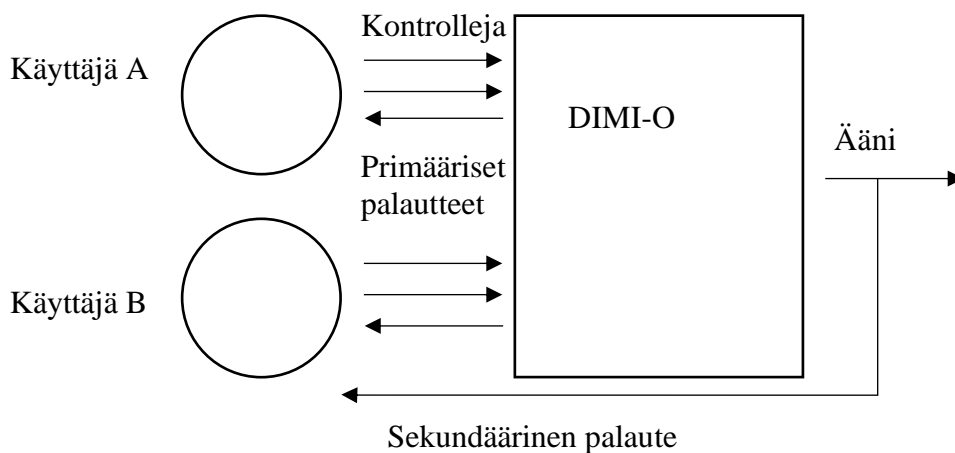 Kontrolleja
Käyttäjä A
DIMI-O
Ääni
Primääriset
palautteet
Käyttäjä B
Sekundäärinen palaute